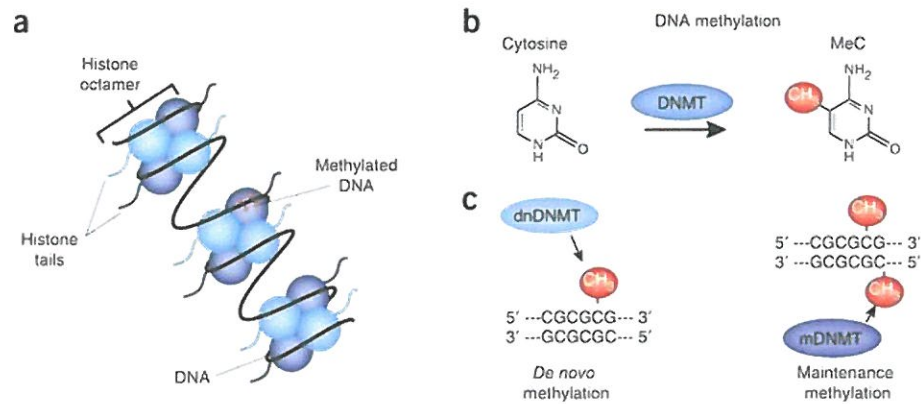 a
Histone
octamer
Methylated
DNA
Histone
tails
DNA
b
DNA methylation
Cytosine
MeC
NH₂
N
N
H
O
DNMT
CH₃
NH₂
N
N
H
O
c
dnDNMT
CH₃
5′ ---CGCGCG--- 3′
3′ ---GCGCGC--- 5′
De novo
methylation
CH₃
5′ ---CGCGCG--- 3′
3′ ---GCGCGC--- 5′
CH₃
mDNMT
Maintenance
methylation